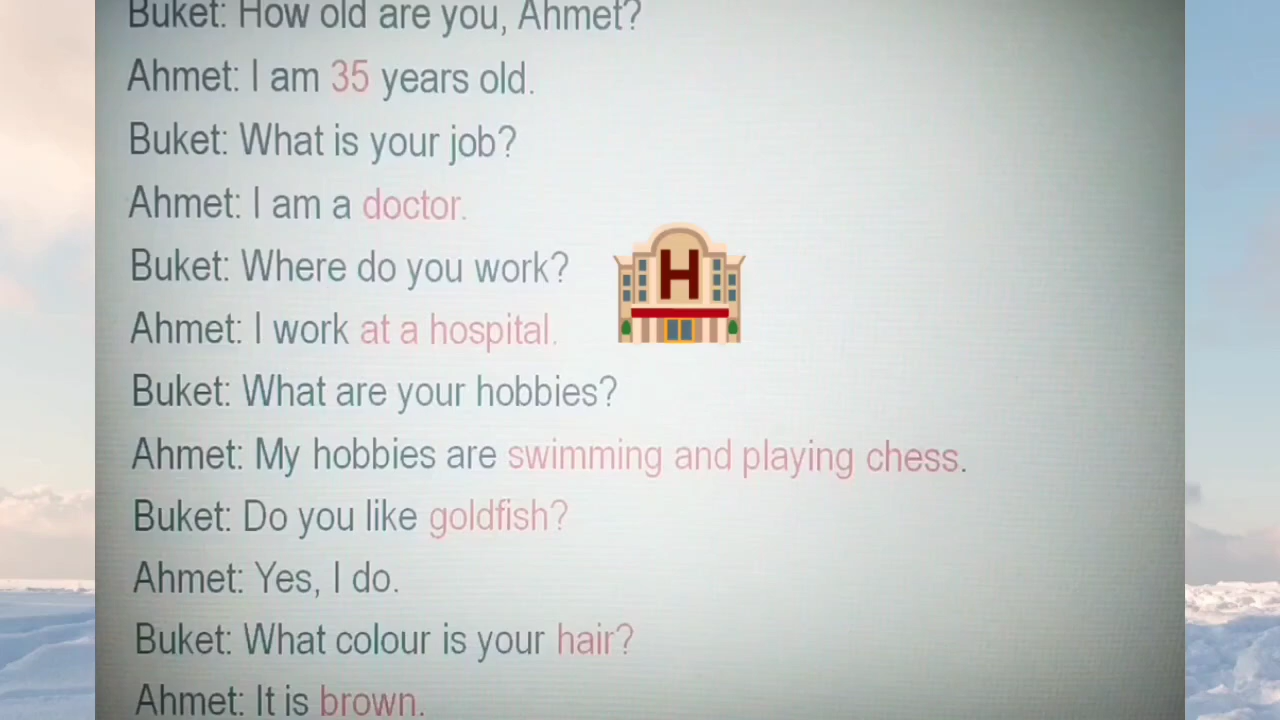 Buket: How old are you, Ahmet?
Ahmet: I am 35 years old.
Buket: What is your job?
Ahmet: I am a doctor.
Buket: Where do you work?
H
Ahmet: I work at a hospital.
Buket: What are your hobbies?
Ahmet: My hobbies are swimming and playing chess.
Buket: Do you like goldfish?
Ahmet: Yes, I do.
Buket: What colour is your hair?
Ahmet: It is brown.